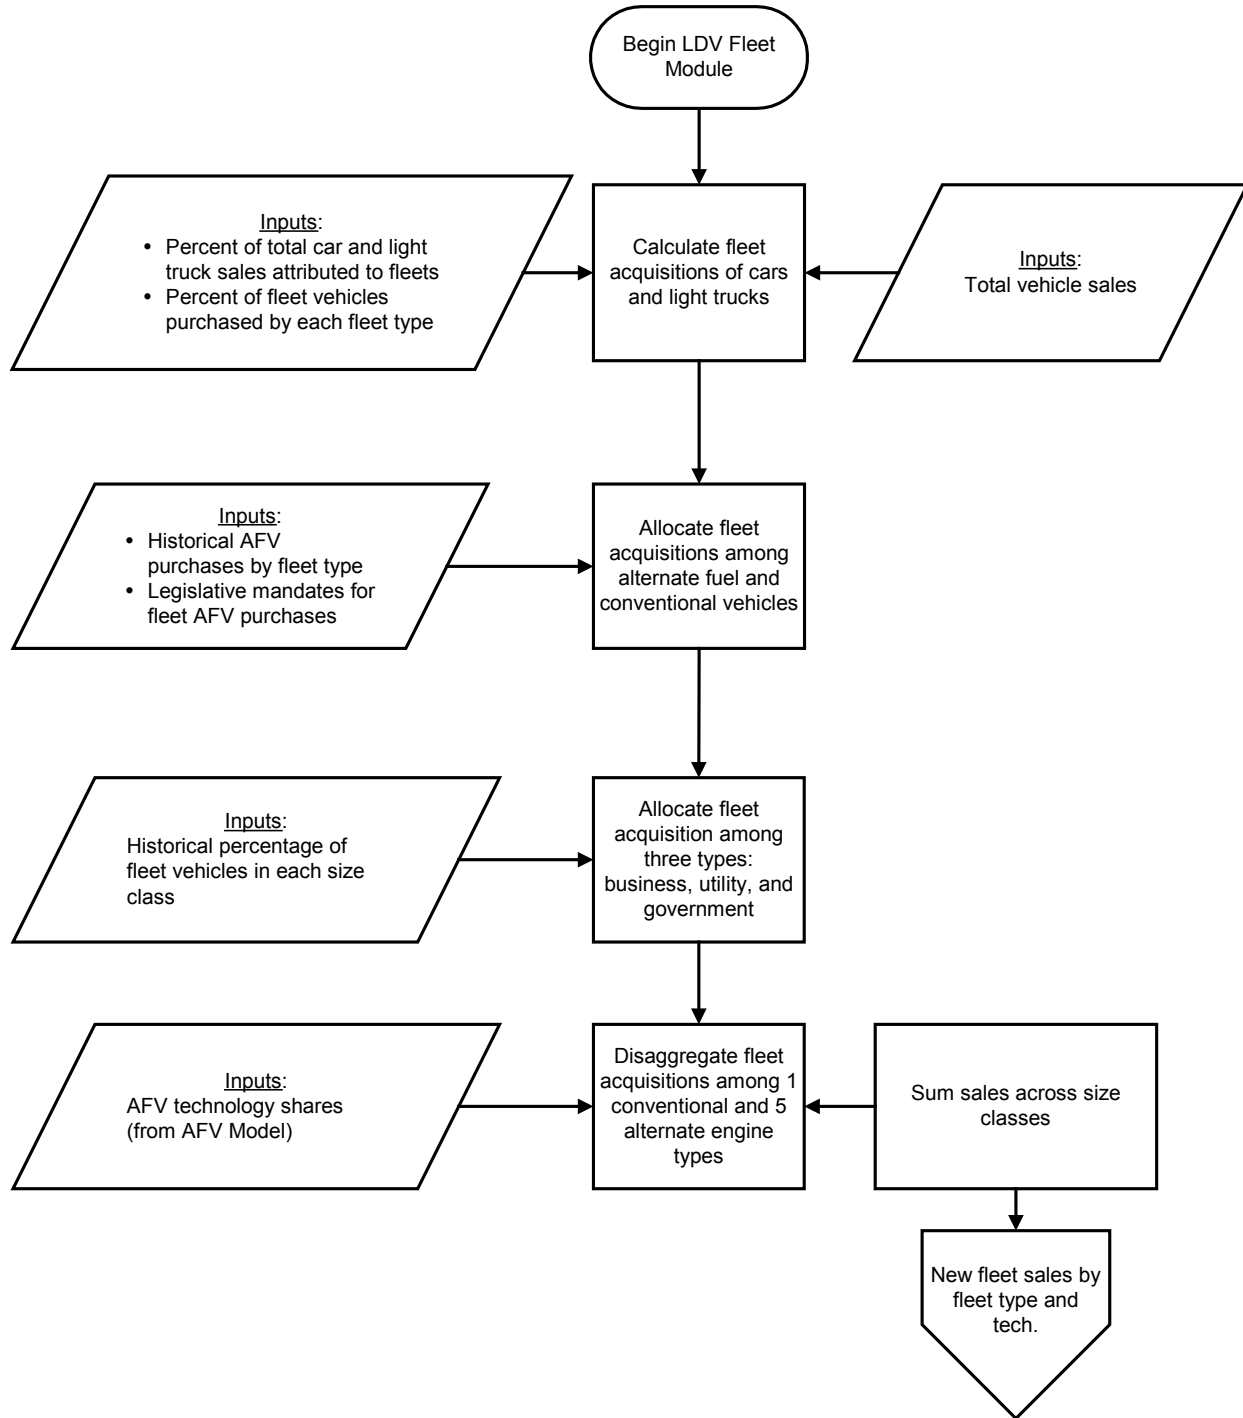 Begin LDV Fleet
Module
Inputs:
• Percent of total car and light
truck sales attributed to fleets
• Percent of fleet vehicles
purchased by each fleet type
Calculate fleet
acquisitions of cars
and light trucks
Inputs:
Total vehicle sales
Inputs:
• Historical AFV
purchases by fleet type
• Legislative mandates for
fleet AFV purchases
Allocate fleet
acquisitions among
alternate fuel and
conventional vehicles
Inputs:
Historical percentage of
fleet vehicles in each size
class
Allocate fleet
acquisition among
three types:
business, utility, and
government
Inputs:
AFV technology shares
(from AFV Model)
Disaggregate fleet
acquisitions among 1
conventional and 5
alternate engine
types
Sum sales across size
classes
New fleet sales by
fleet type and
tech.